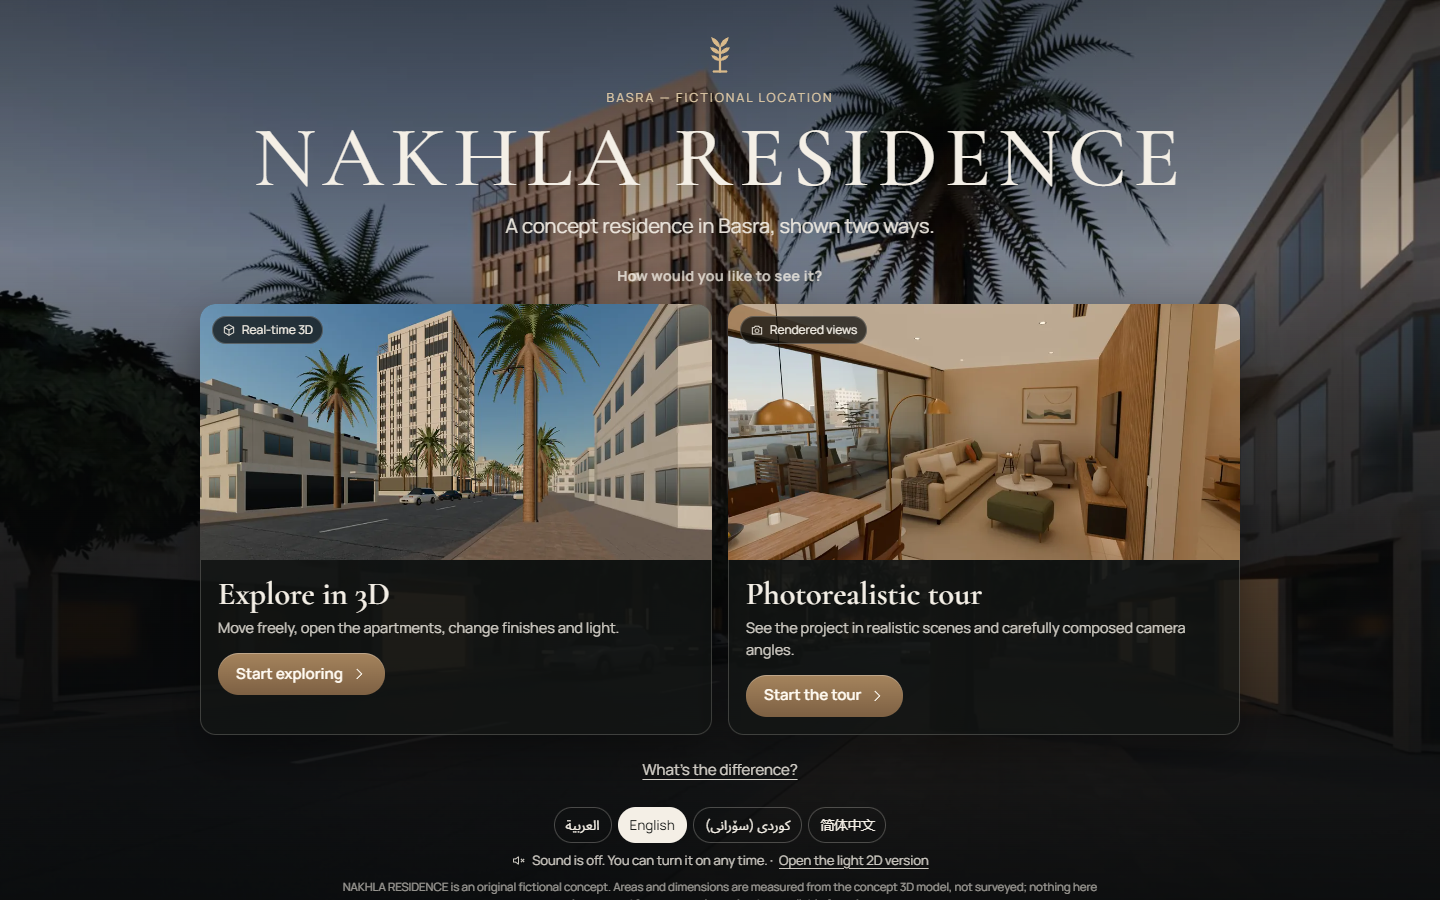 BASRA — FICTIONAL LOCATION
NAKHLA RESIDENCE
A concept residence in Basra, shown two ways.
How would you like to see it?
Real-time 3D
Rendered views
Explore in 3D
Move freely, open the apartments, change finishes and light.
Start exploring
Photorealistic tour
See the project in realistic scenes and carefully composed camera
angles.
Start the tour
What's the difference?
العربية
English
کوردی (سۆرانی)
简体中文
Sound is off. You can turn it on any time. · Open the light 2D version
NAKHLA RESIDENCE is an original fictional concept. Areas and dimensions are measured from the concept 3D model, not surveyed; nothing here